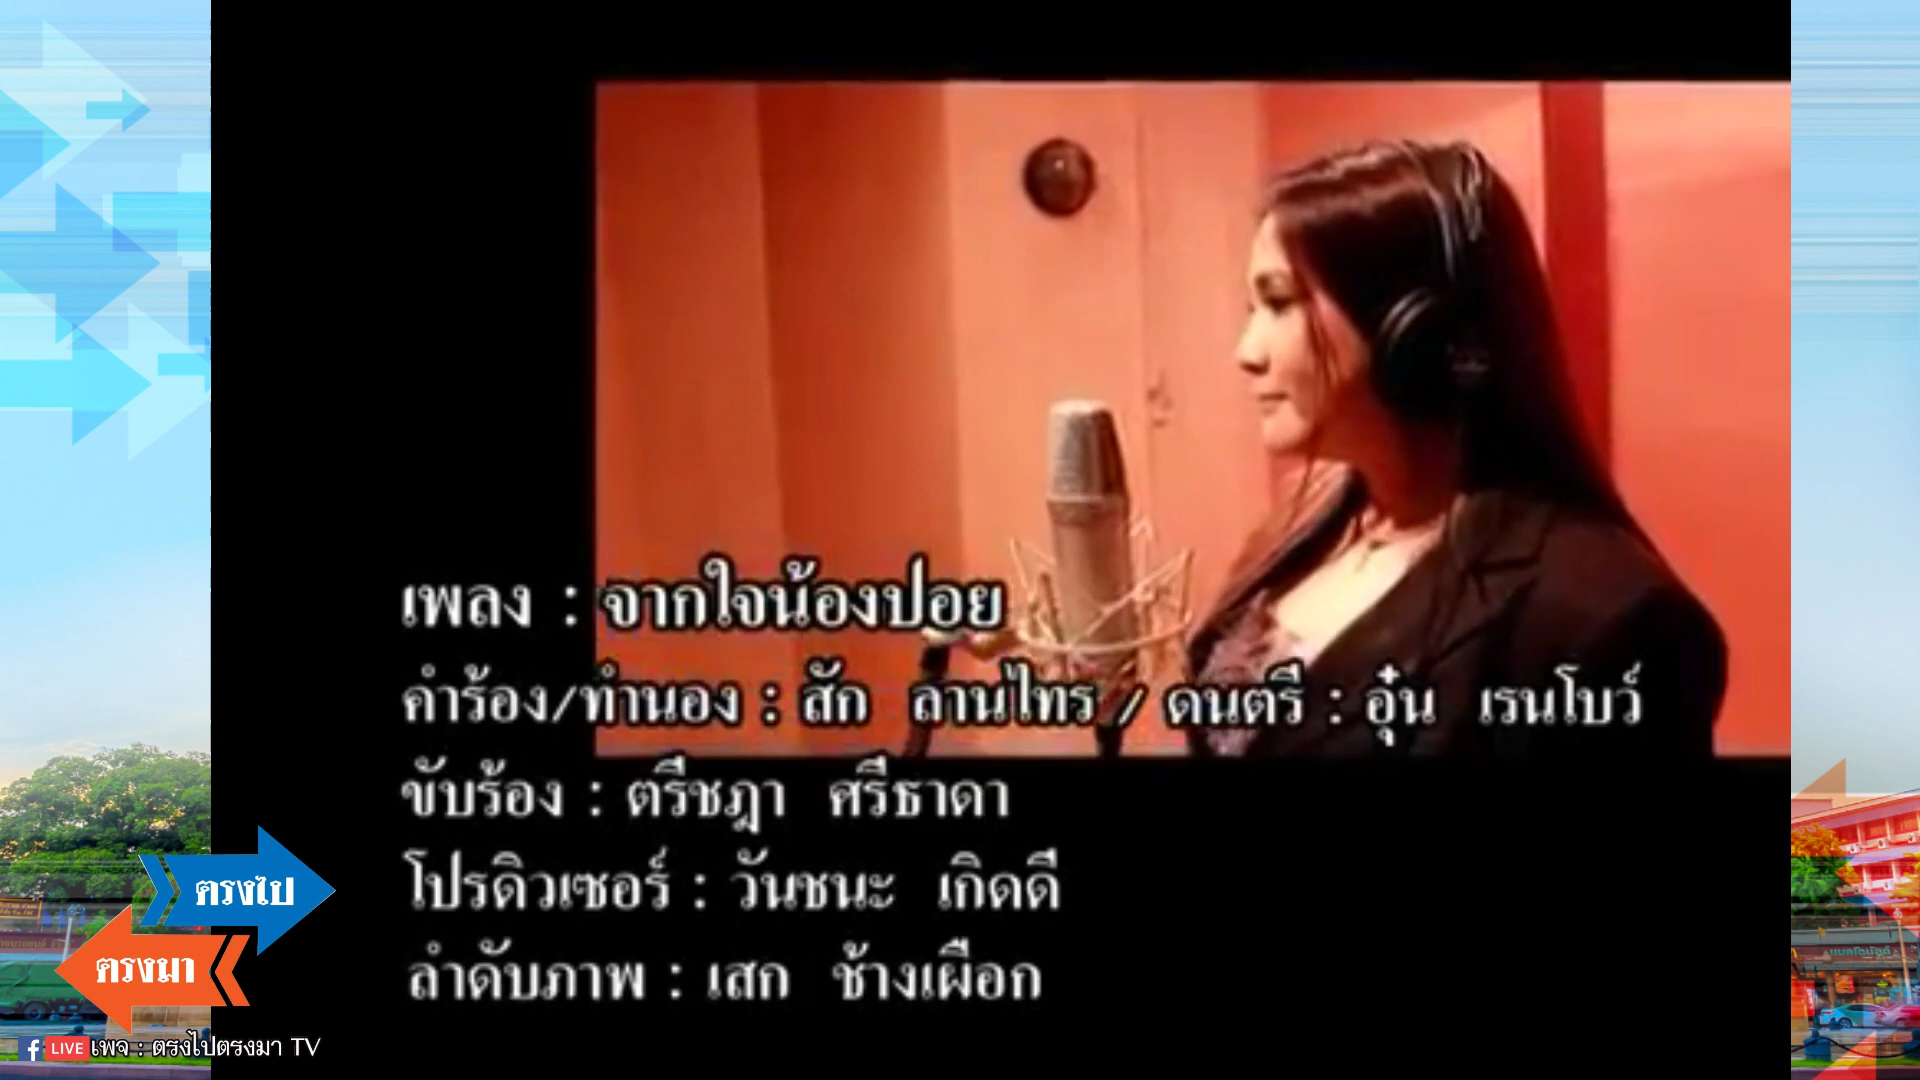 เพลง : จากใจน้องปอย
คำร้อง/ทำนอง : สัก ลานไทร / ดนตรี : อุ๋น เรนโบว์
ขับร้อง : ตรีชฎา ศรีธาดา
โปรดิวเซอร์ : วันชนะ เกิดดี
ลำดับภาพ : เสก ช้างเผือก
ตรงไป
ตรงมา
LIVE เพจ : ตรงไปตรงมา TV